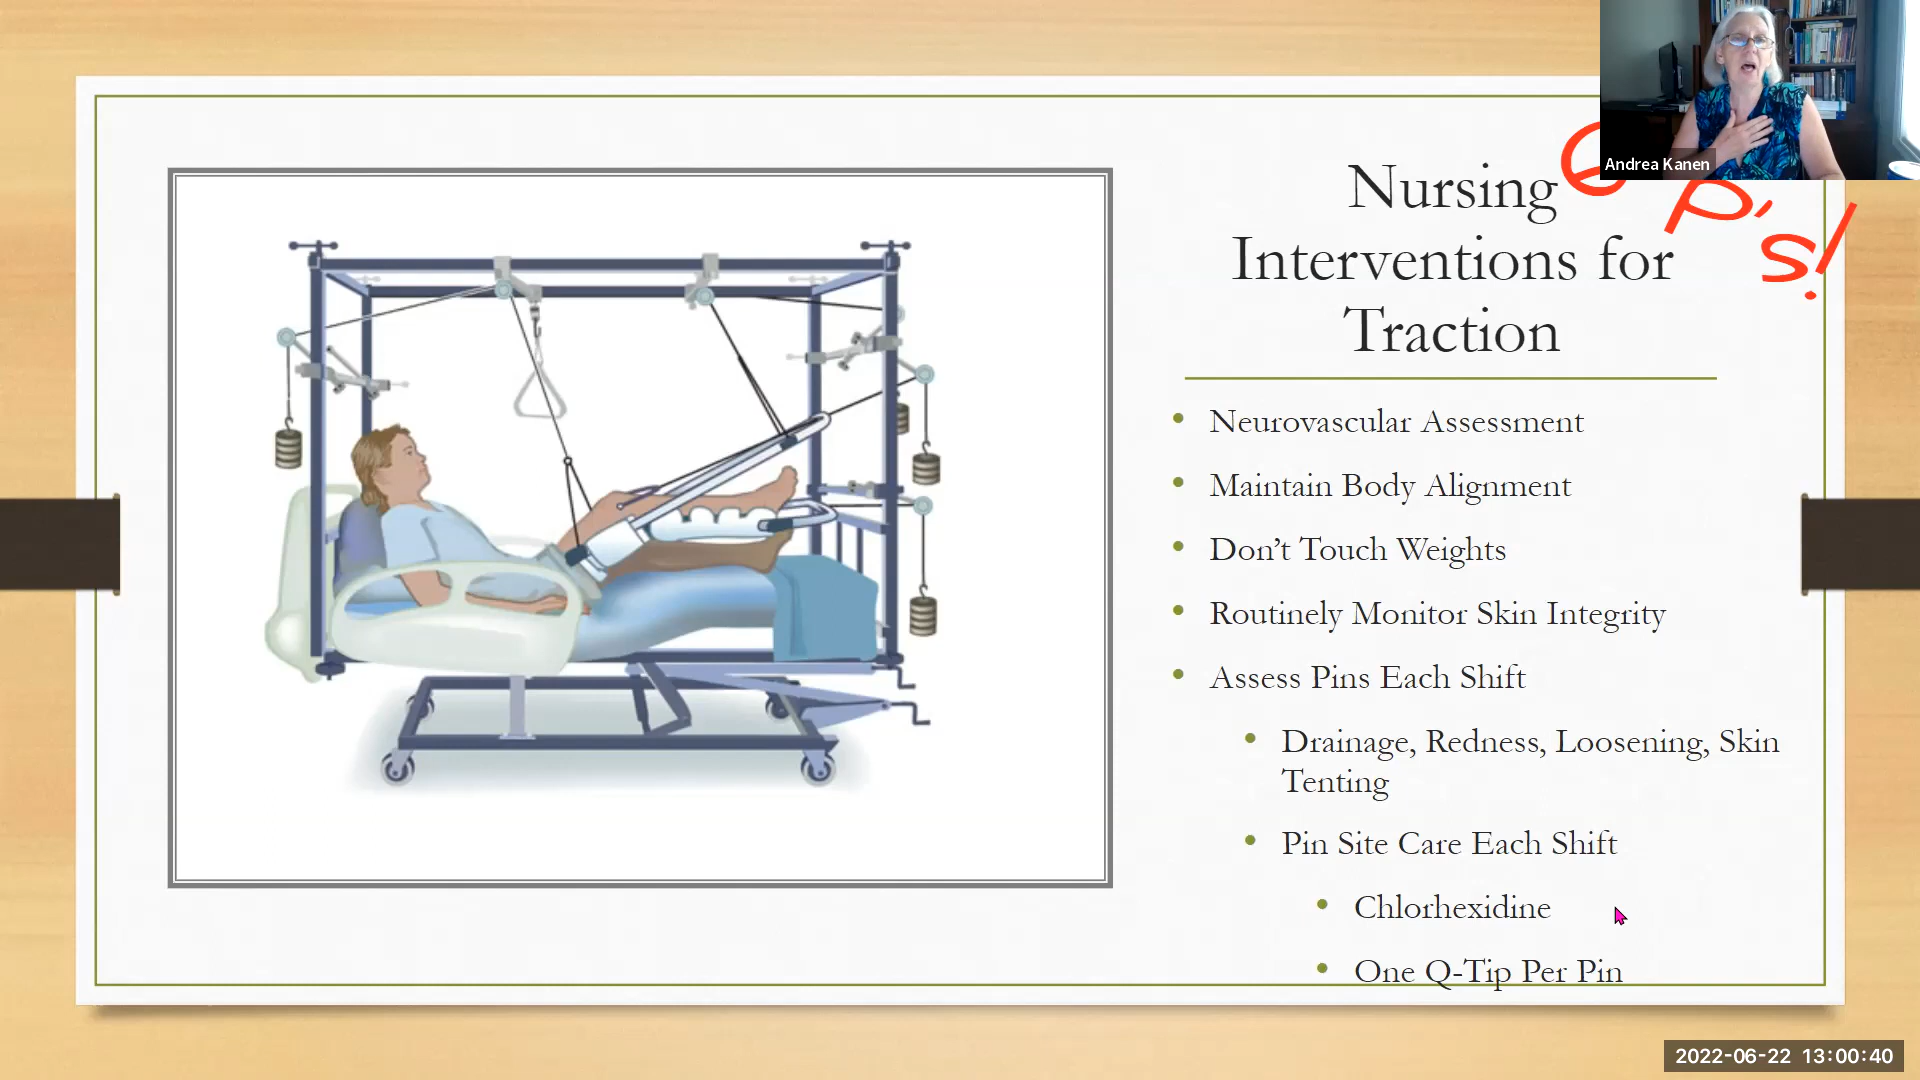 Andrea Kanen
Nursing
Interventions for
Traction
P's!
• Neurovascular Assessment
• Maintain Body Alignment
• Don’t Touch Weights
• Routinely Monitor Skin Integrity
• Assess Pins Each Shift
• Drainage, Redness, Loosening, Skin
Tenting
• Pin Site Care Each Shift
• Chlorhexidine
• One Q-Tip Per Pin
2022-06-22 13:00:40